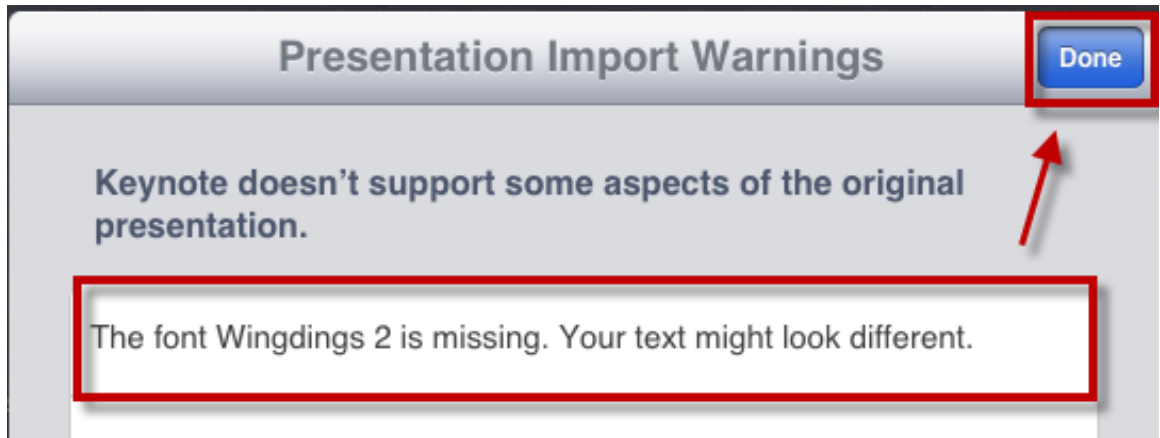 Presentation Import Warnings
Done
Keynote doesn’t support some aspects of the original
presentation.
The font Wingdings 2 is missing. Your text might look different.